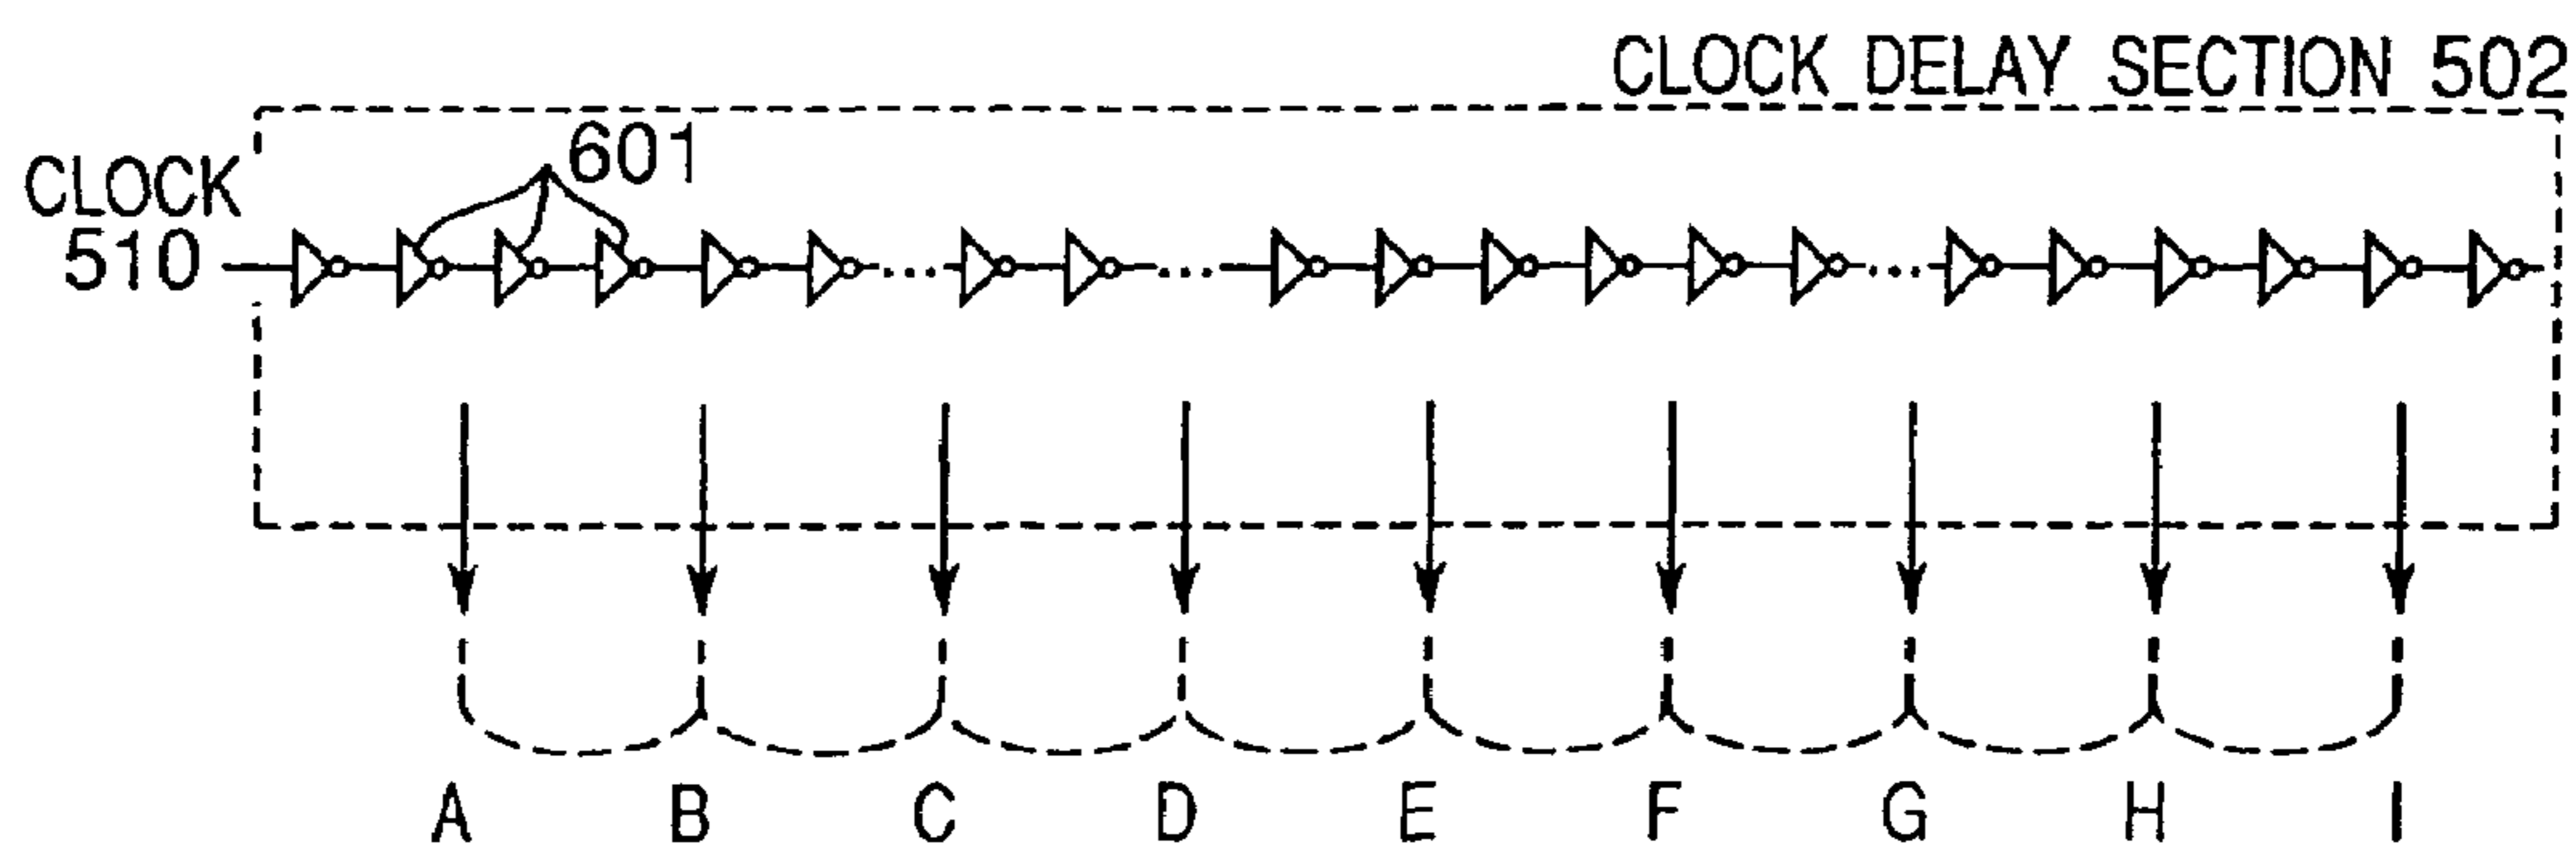 CLOCK DELAY SECTION 502
601
CLOCK
510
A B C D E F G H I